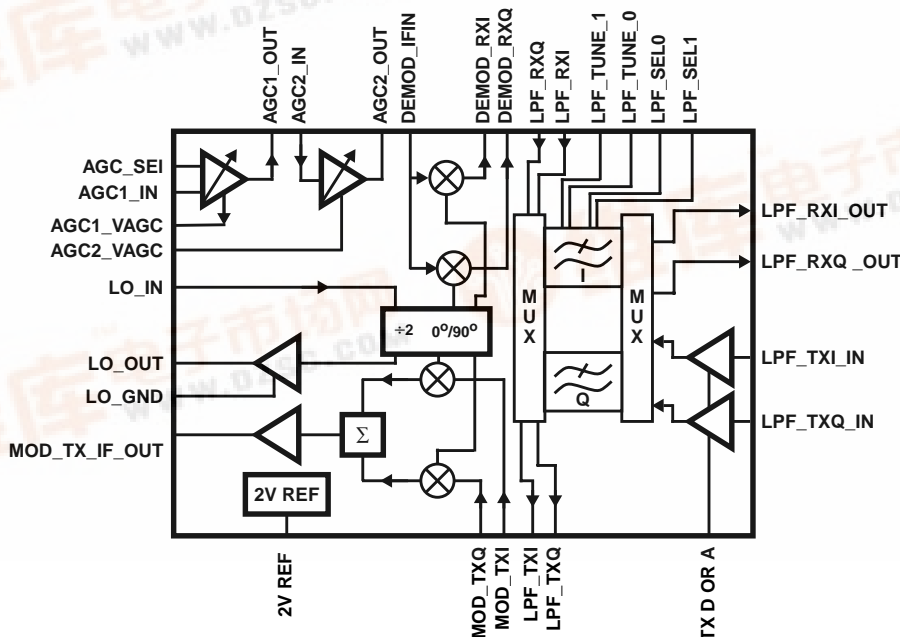 AGC1_OUT
AGC2_IN
AGC2_OUT
DEMOD_IFIN
DEMOD_RXI
DEMOD_RXQ
LPF_RXQ
LPF_RXI
LPF_TUNE_1
LPF_TUNE_0
LPF_SEL0
LPF_SEL1
AGC_SEI
AGC1_IN
AGC1_VAGC
AGC2_VAGC
LO_IN
LO_OUT
LO_GND
MOD_TX_IF_OUT
÷2 0°/90°
Σ
2V REF
MUX
I
Q
MUX
LPF_RXI_OUT
LPF_RXQ _OUT
LPF_TXI_IN
LPF_TXQ_IN
2V REF
MOD_TXQ
MOD_TXI
LPF_TXI
LPF_TXQ
TX D OR A